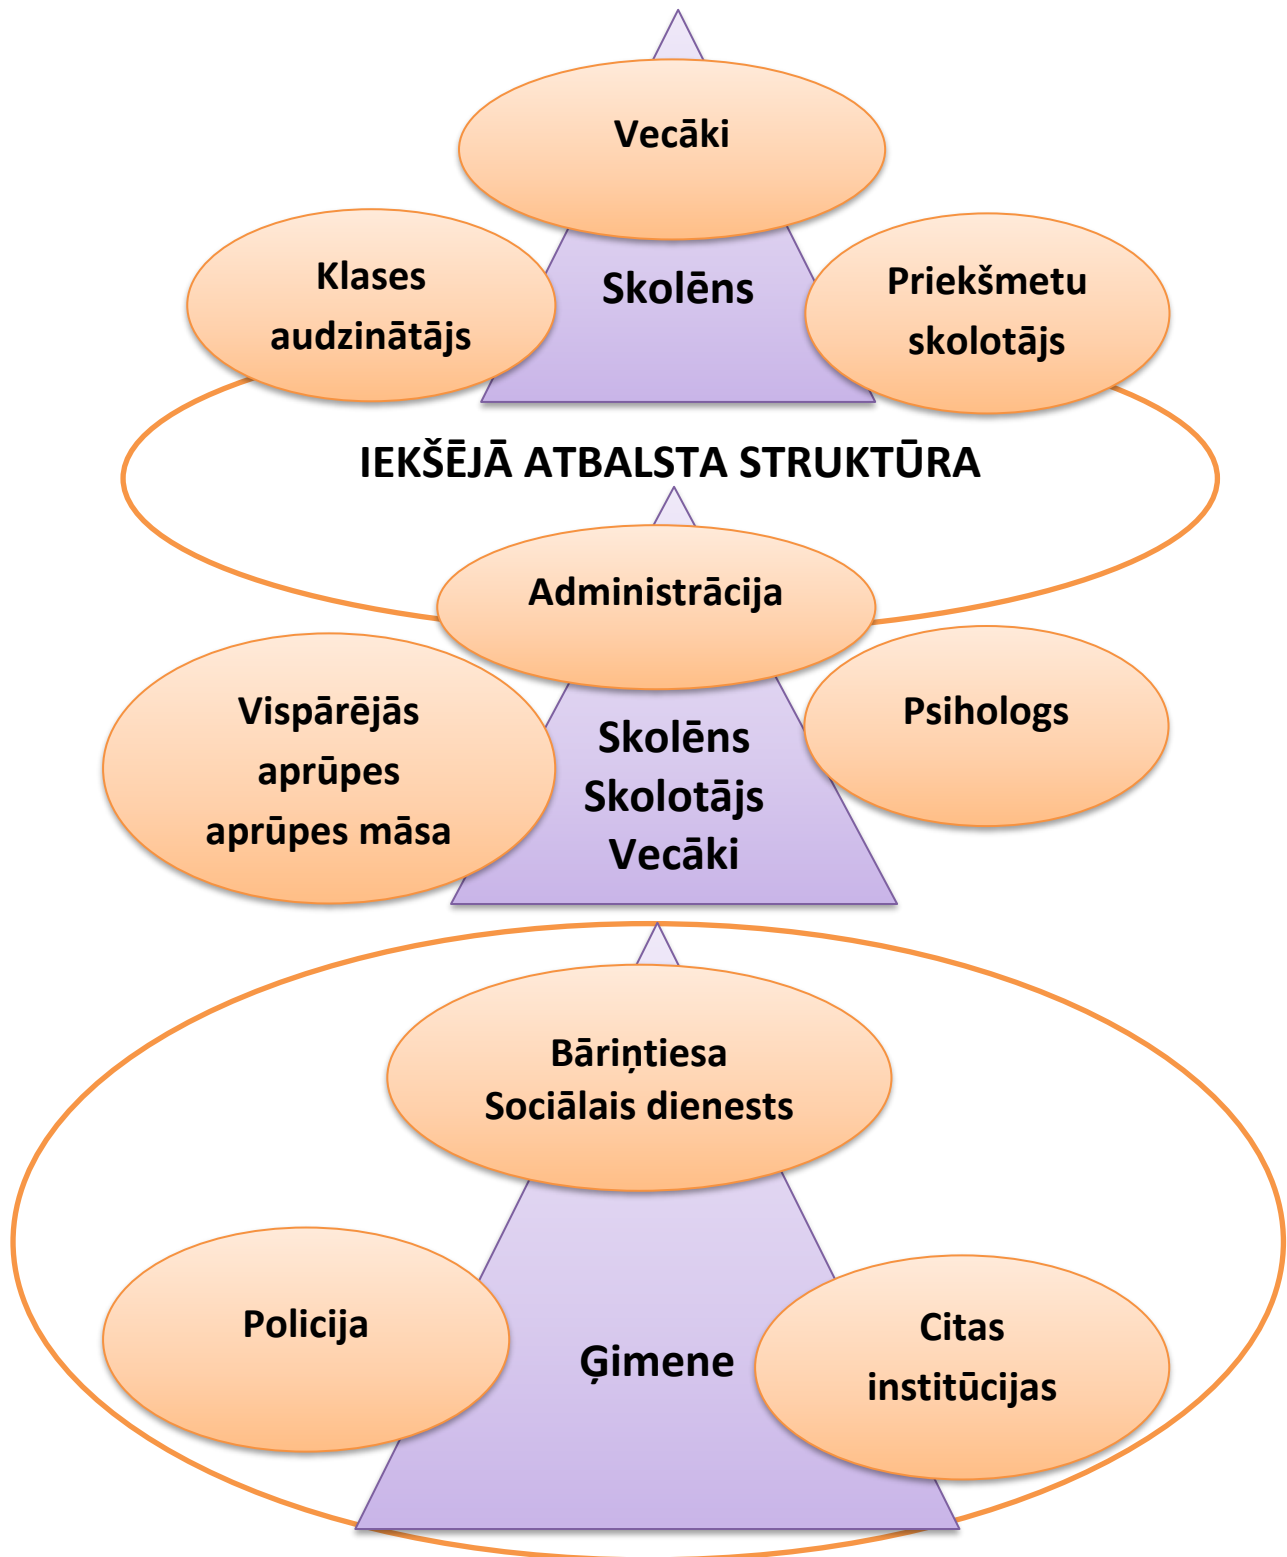 Vecāki
Klases
audzinātājs
Skolēns
Priekšmetu
skolotājs
IEKŠĒJĀ ATBALSTA STRUKTŪRA
Administrācija
Vispārējās
aprūpes
aprūpes māsa
Skolēns
Skolotājs
Vecāki
Psihologs
Bāriņtiesa
Sociālais dienests
Policija
Ģimene
Citas
institūcijas